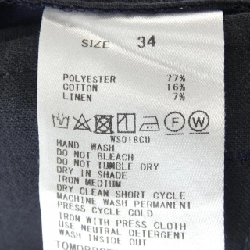 SIZE 34
POLYESTER 77%
COTTON 16%
LINEN 7%
HAND WASH
DO NOT BLEACH
DO NOT TUMBLE DRY
DRY IN SHADE
IRON MEDIUM
DRY CLEAN SHORT CYCLE
MACHINE WASH PERMANENT
COLD
IRON WITH PRESS CLOTH
USE NEUTRAL DETERGENT
WASH INSIDE OUT